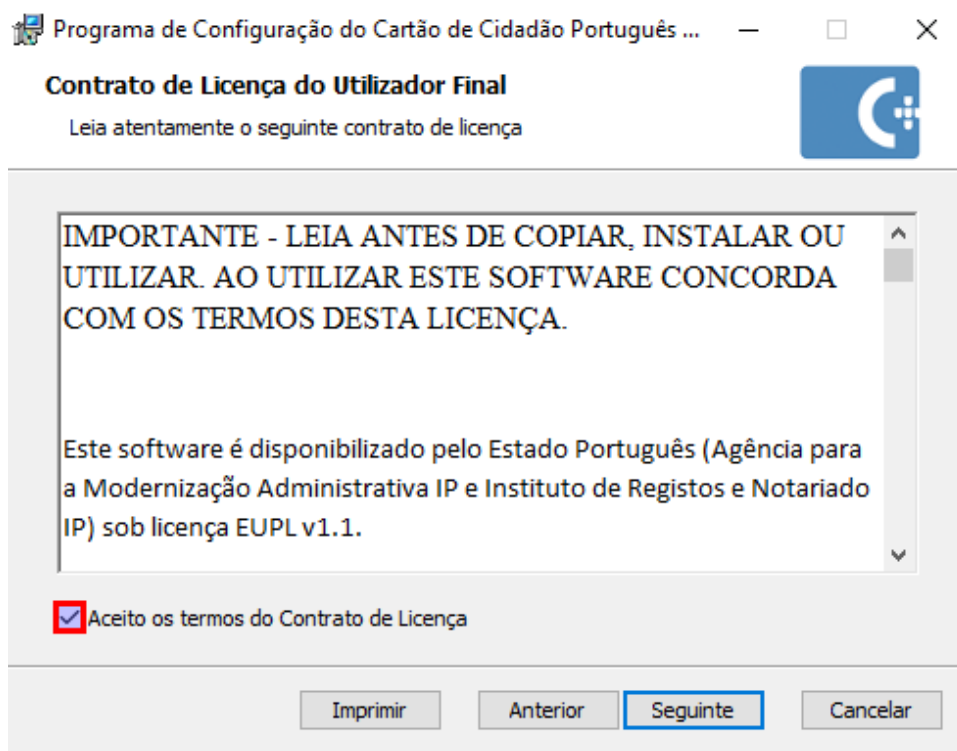 Programa de Configuração do Cartão de Cidadão Português ...
Contrato de Licença do Utilizador Final
Leia atentamente o seguinte contrato de licença
IMPORTANTE - LEIA ANTES DE COPIAR, INSTALAR OU
UTILIZAR. AO UTILIZAR ESTE SOFTWARE CONCORDA
COM OS TERMOS DESTA LICENÇA.
Este software é disponibilizado pelo Estado Português (Agência para
a Modernização Administrativa IP e Instituto de Registos e Notariado
IP) sob licença EUPL v1.1.
Aceito os termos do Contrato de Licença
Imprimir Anterior Seguinte Cancelar